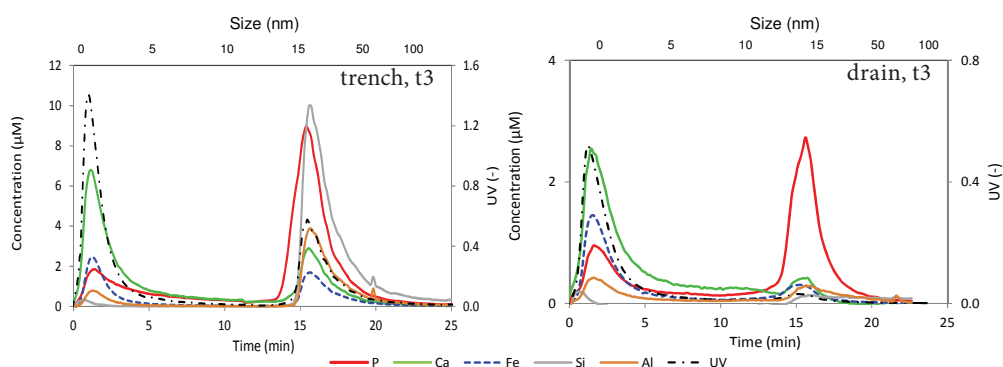 Size (nm)
0 5 10 15 50 100
12 10 8 6 4 2 0
Concentration (µM)
trench, t3
1.6 1.2 0.8 0.4 0.0
UV (-)
0 5 10 15 20 25
Time (min)
Size (nm)
0 5 10 15 50 100
4 2 0
Concentration (µM)
drain, t3
0.8 0.4 0.0
UV (-)
0 5 10 15 20 25
Time (min)
P Ca Fe Si Al UV